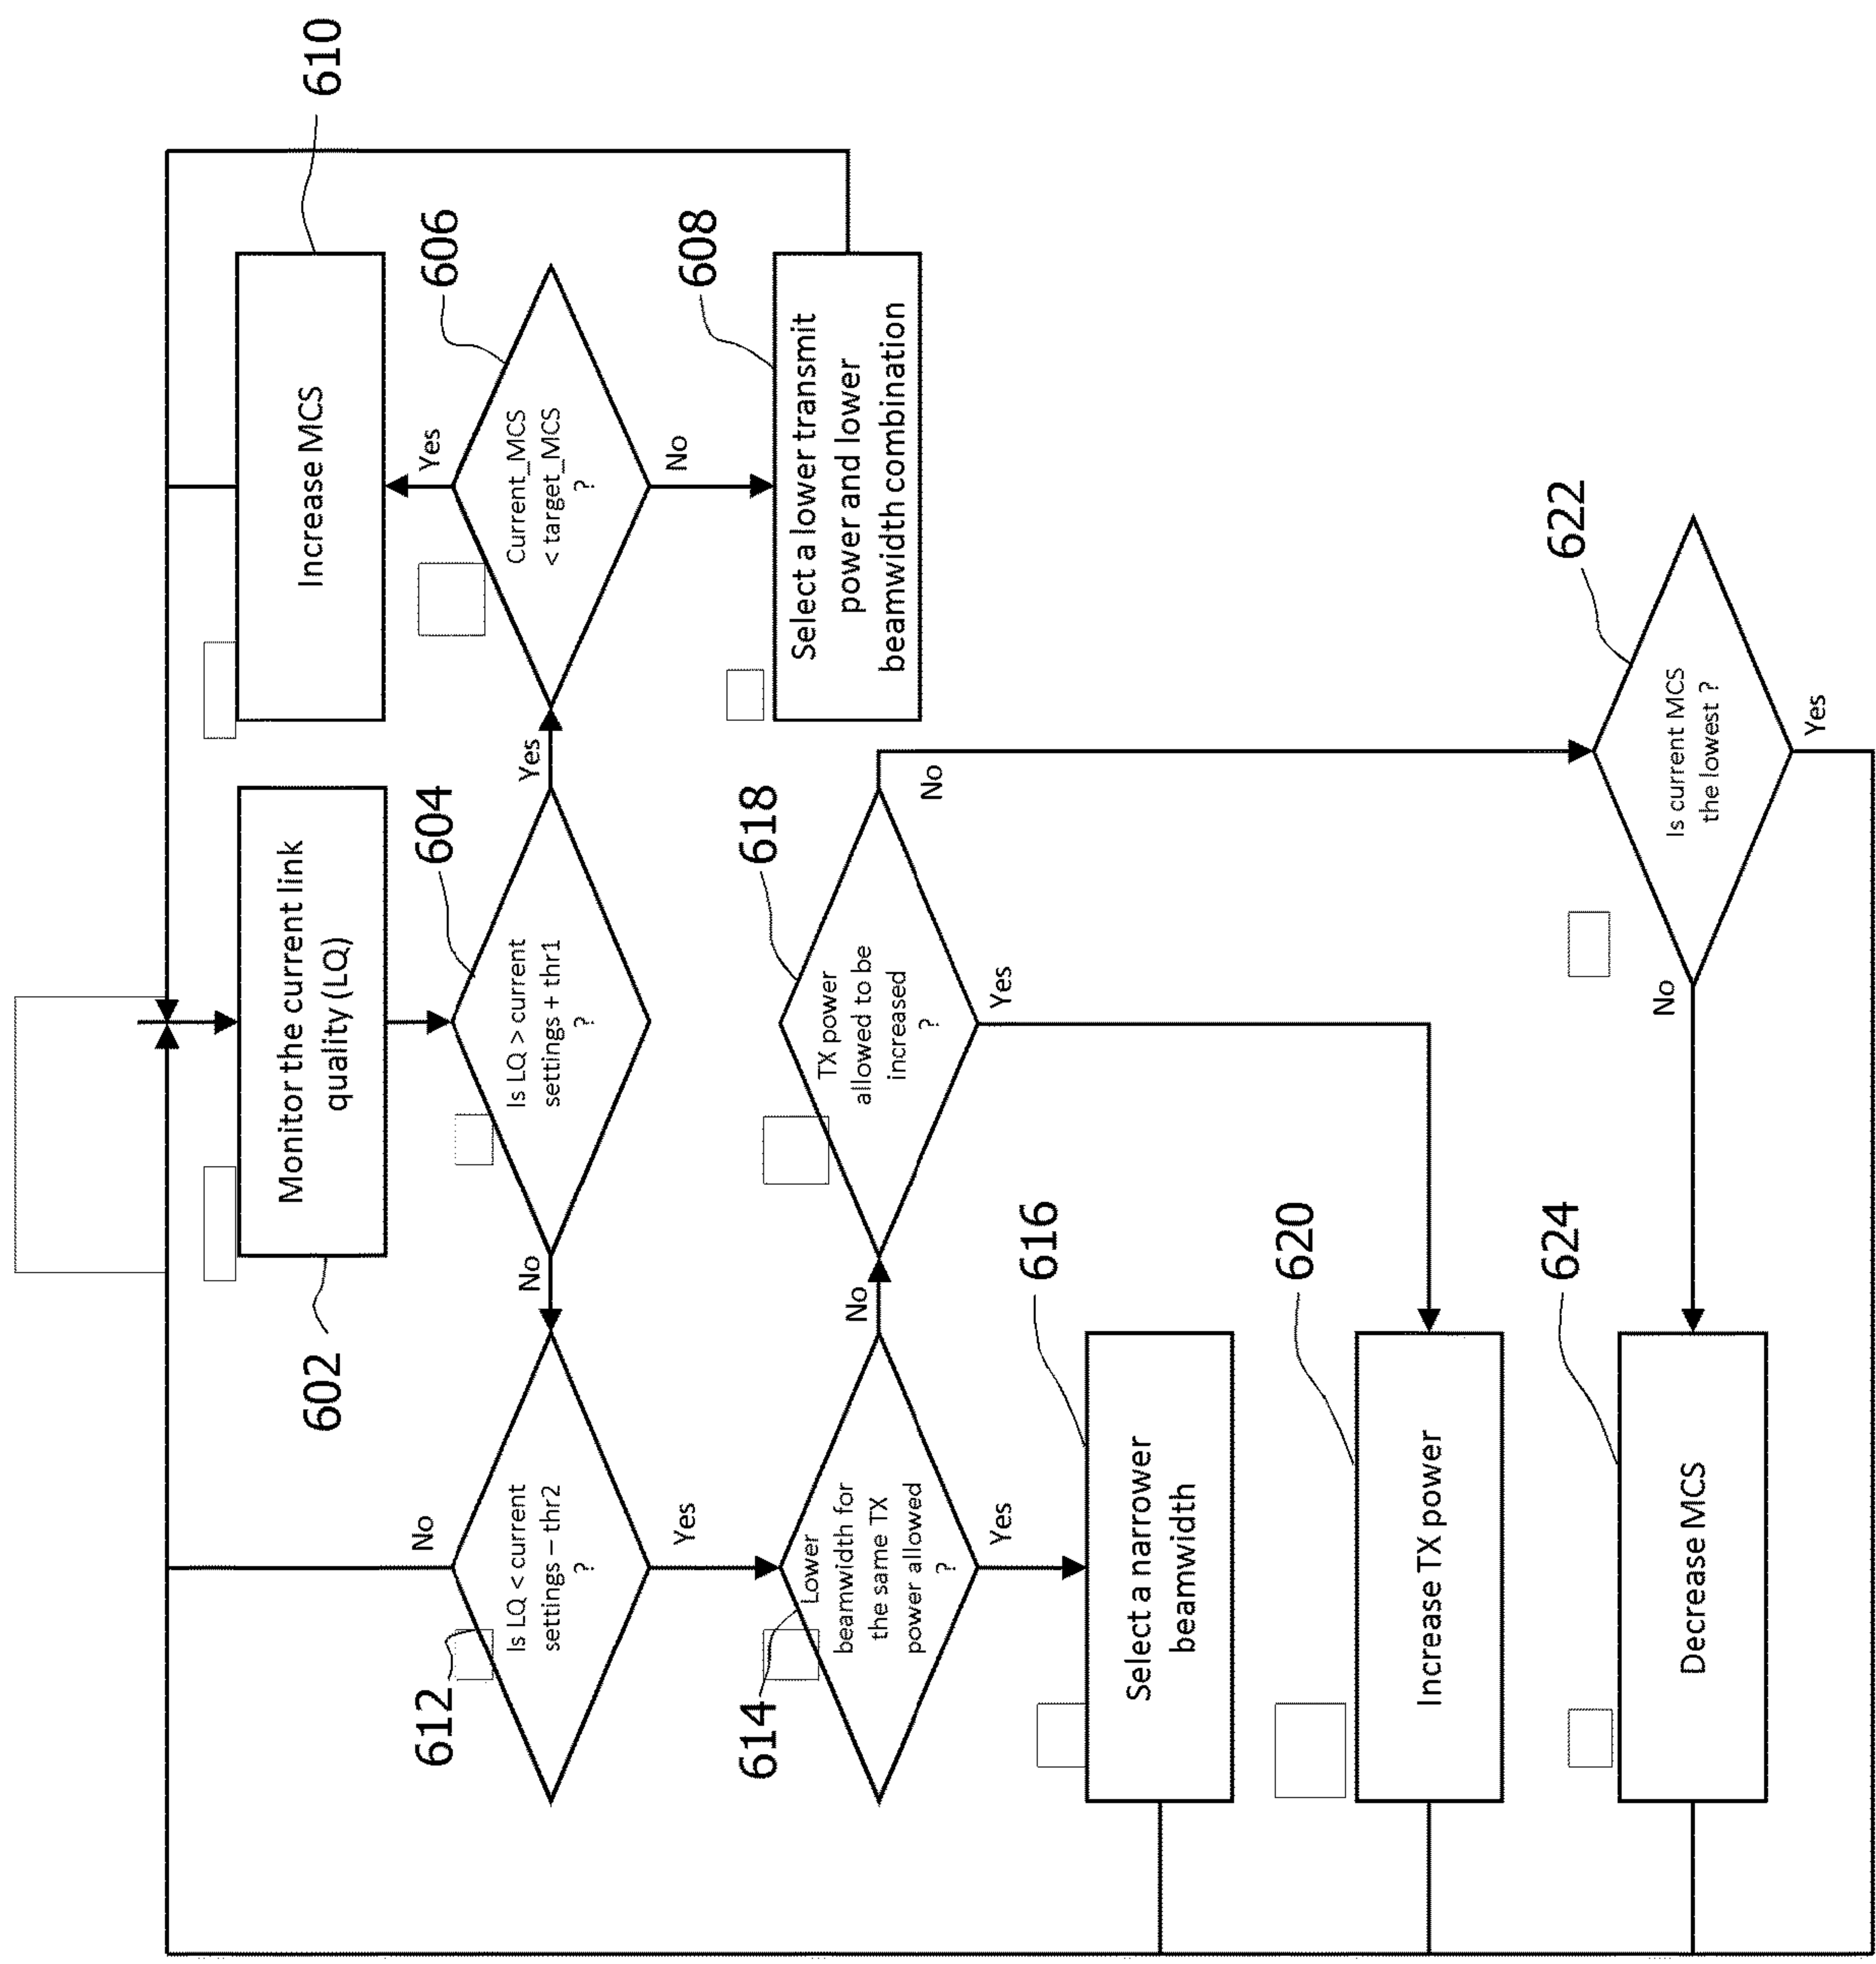 Monitor the current link
quality (LQ)
602
Is LQ > current
settings + thr1
?
604
Yes
No
Current_MCS
< target_MCS
?
606
Yes
No
Increase MCS
610
Select a lower transmit
power and lower
beamwidth combination
608
Is LQ < current
settings – thr2
?
612
No
Yes
Lower
beamwidth for
the same TX
power allowed
?
614
No
Yes
Select a narrower
beamwidth
616
TX power
allowed to be
increased
?
618
No
Yes
Increase TX power
620
Is current MCS
the lowest ?
622
No
Yes
Decrease MCS
624